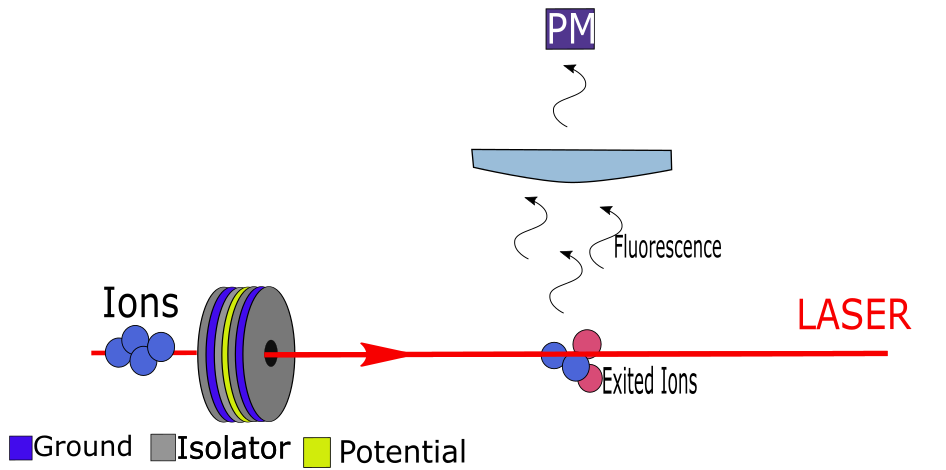 PM
Fluorescence
Ions
LASER
Exited Ions
Ground Isolator Potential